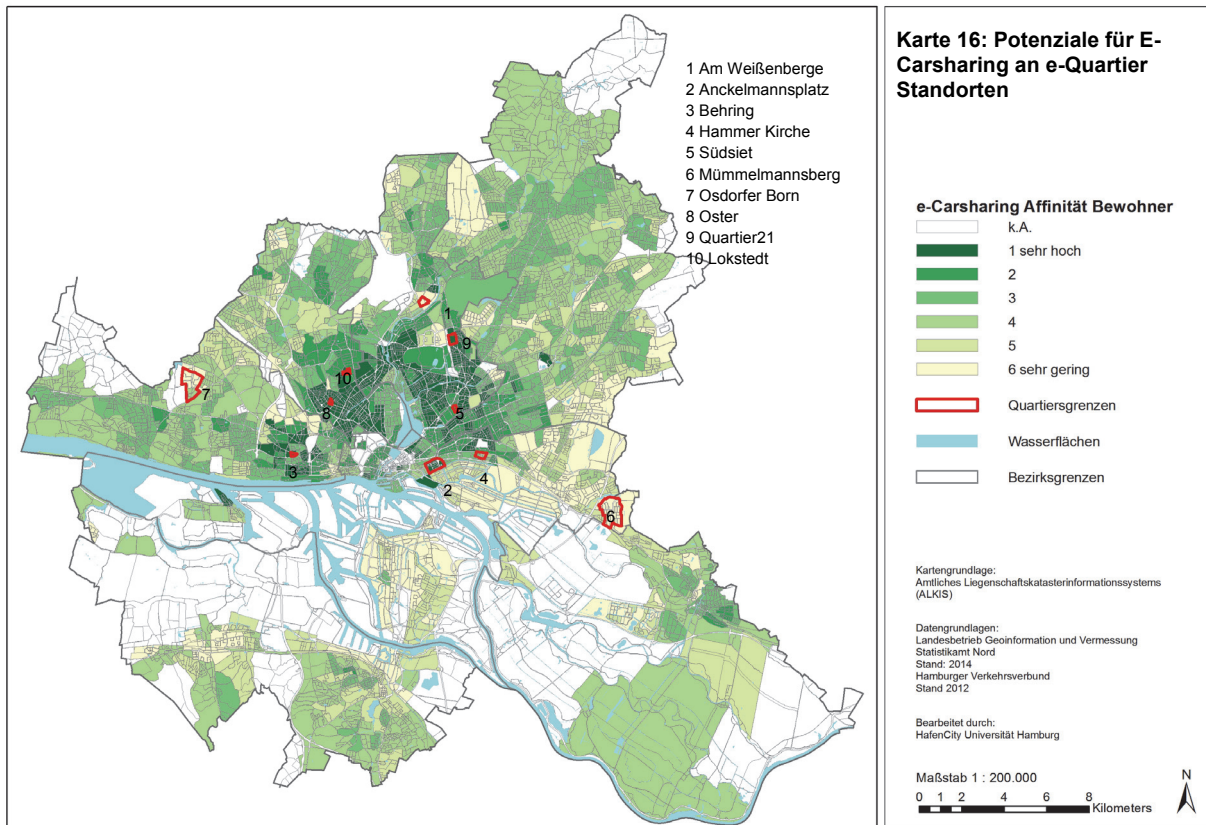 1 Am Weißenberge
2 Anckelmannsplatz
3 Behring
4 Hammer Kirche
5 Südsiet
6 Mümmelmannsberg
7 Osdorfer Born
8 Oster
9 Quartier21
10 Lokstedt
1
9
10
7
8
5
3
4
2
6
Karte 16: Potenziale für E-
Carsharing an e-Quartier
Standorten
e-Carsharing Affinität Bewohner
k.A.
1 sehr hoch
2
3
4
5
6 sehr gering
Quartiersgrenzen
Wasserflächen
Bezirksgrenzen
Kartengrundlage:
Amtliches Liegenschaftskatasterinformationssystems
(ALKIS)
Datengrundlagen:
Landesbetrieb Geoinformation und Vermessung
Statistikamt Nord
Stand: 2014
Hamburger Verkehrsverbund
Stand 2012
Bearbeitet durch:
HafenCity Universität Hamburg
Maßstab 1 : 200.000
N
0 1 2 4 6 8
Kilometers